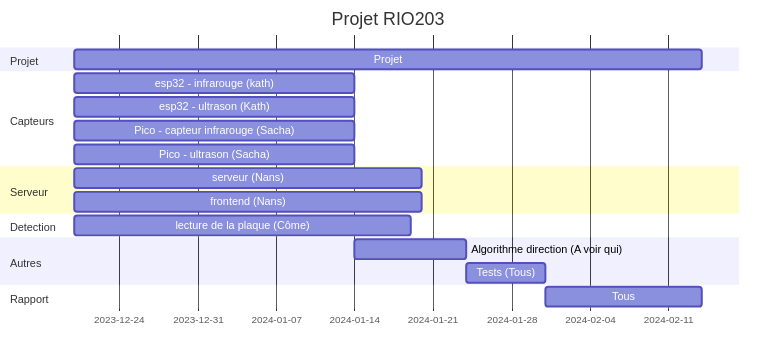 Projet RIO203
Projet
Projet
Capteurs
esp32 - infrarouge (kath)
esp32 - ultrason (Kath)
Pico - capteur infrarouge (Sacha)
Pico - ultrason (Sacha)
Serveur
serveur (Nans)
frontend (Nans)
Detection
lecture de la plaque (Côme)
Autres
Algorithme direction (A voir qui)
Tests (Tous)
Rapport
Tous
2023-12-24
2023-12-31
2024-01-07
2024-01-14
2024-01-21
2024-01-28
2024-02-04
2024-02-11